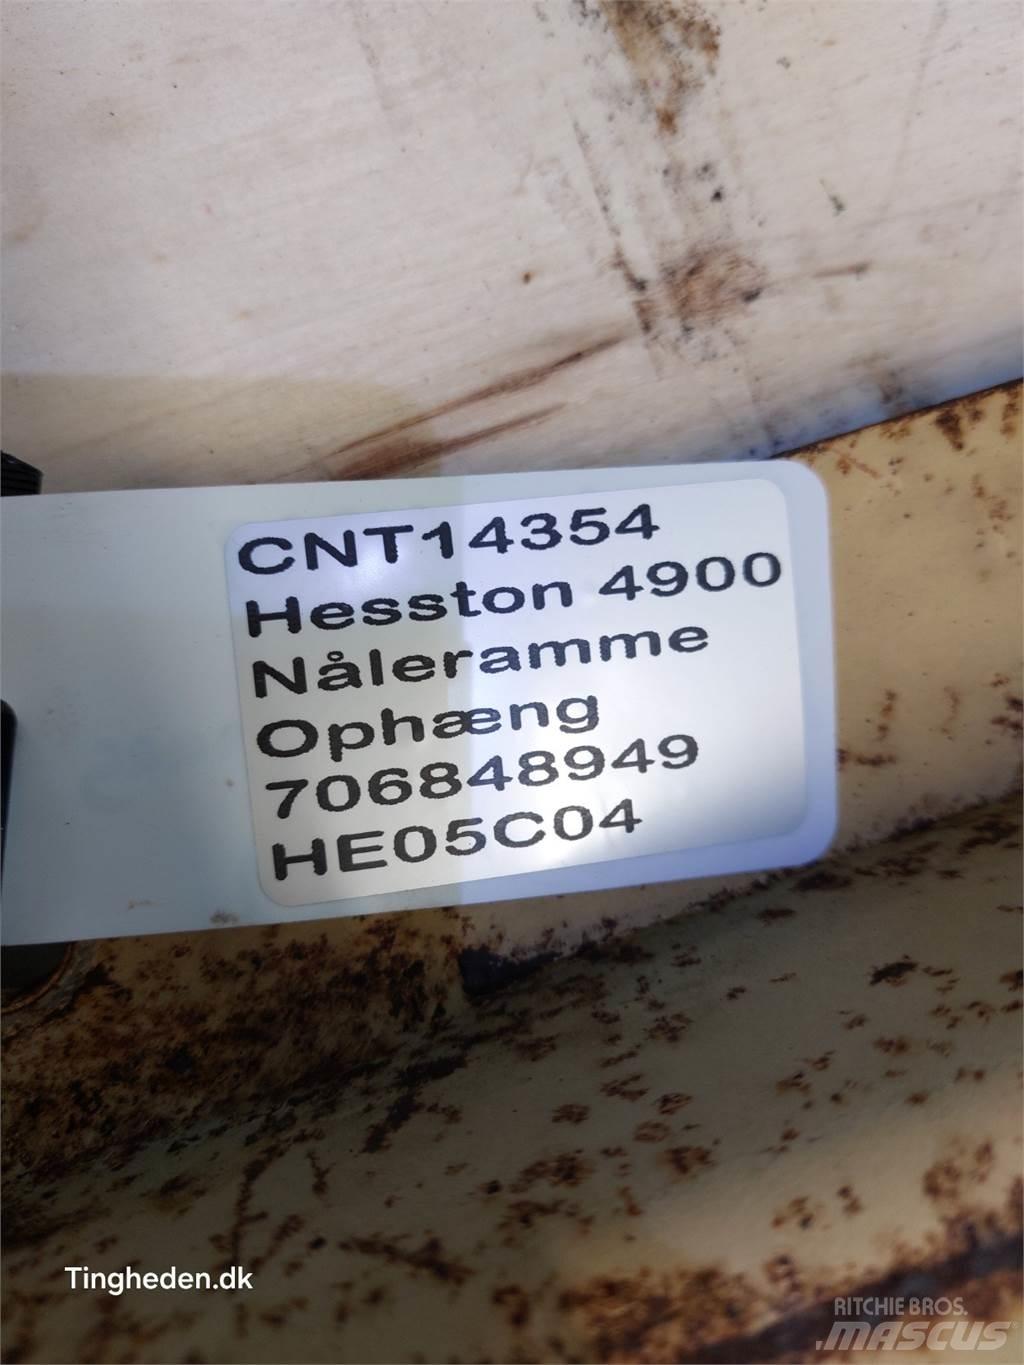 CNT14354
Hesston 4900
Nåleramme
Ophæng
706848949
HE05C04
Tingheden.dk
RITCHIE BROS.
MASCUS